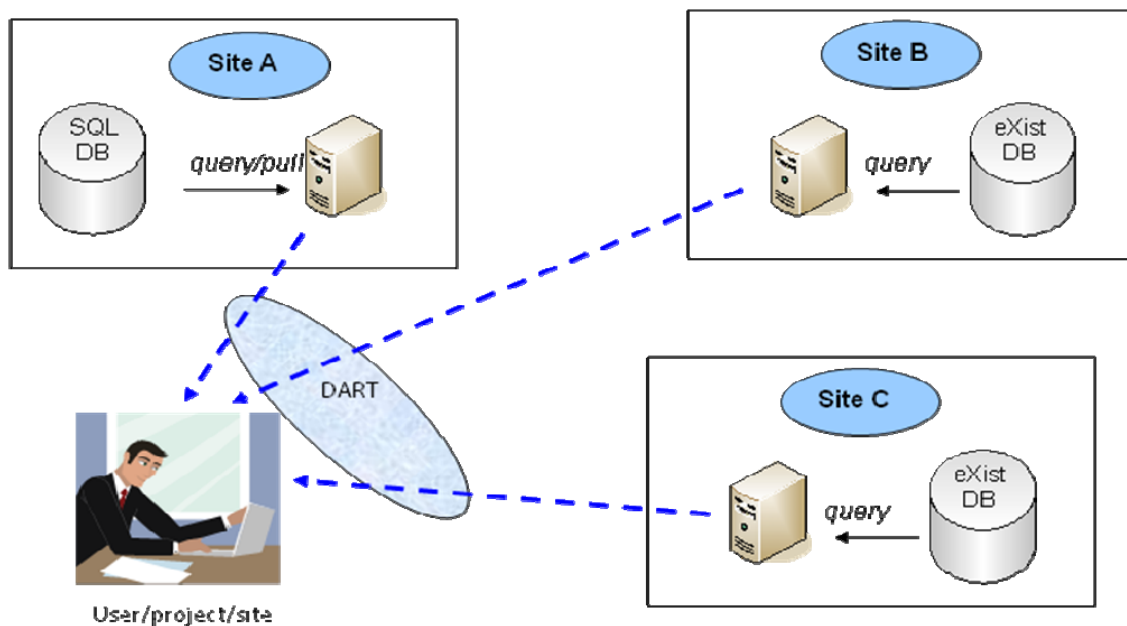 Site A
SQL
DB
query/pull
Site B
eXist
DB
query
DART
Site C
eXist
DB
query
User/project/site